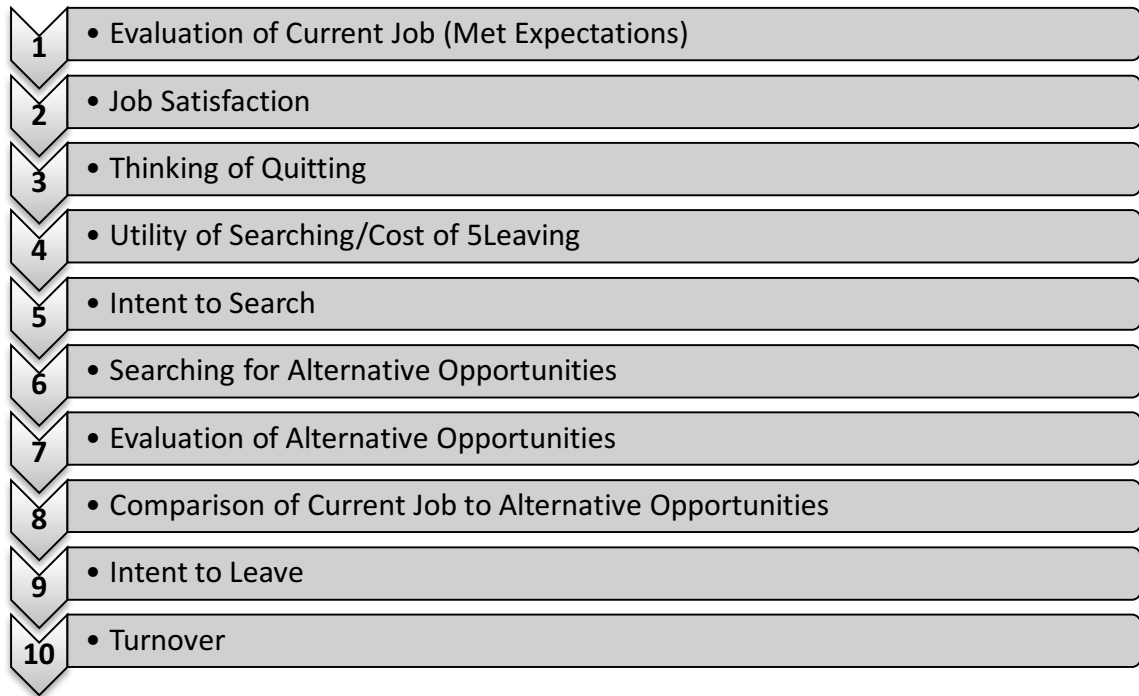 1 • Evaluation of Current Job (Met Expectations)
2 • Job Satisfaction
3 • Thinking of Quitting
4 • Utility of Searching/Cost of 5Leaving
5 • Intent to Search
6 • Searching for Alternative Opportunities
7 • Evaluation of Alternative Opportunities
8 • Comparison of Current Job to Alternative Opportunities
9 • Intent to Leave
10 • Turnover